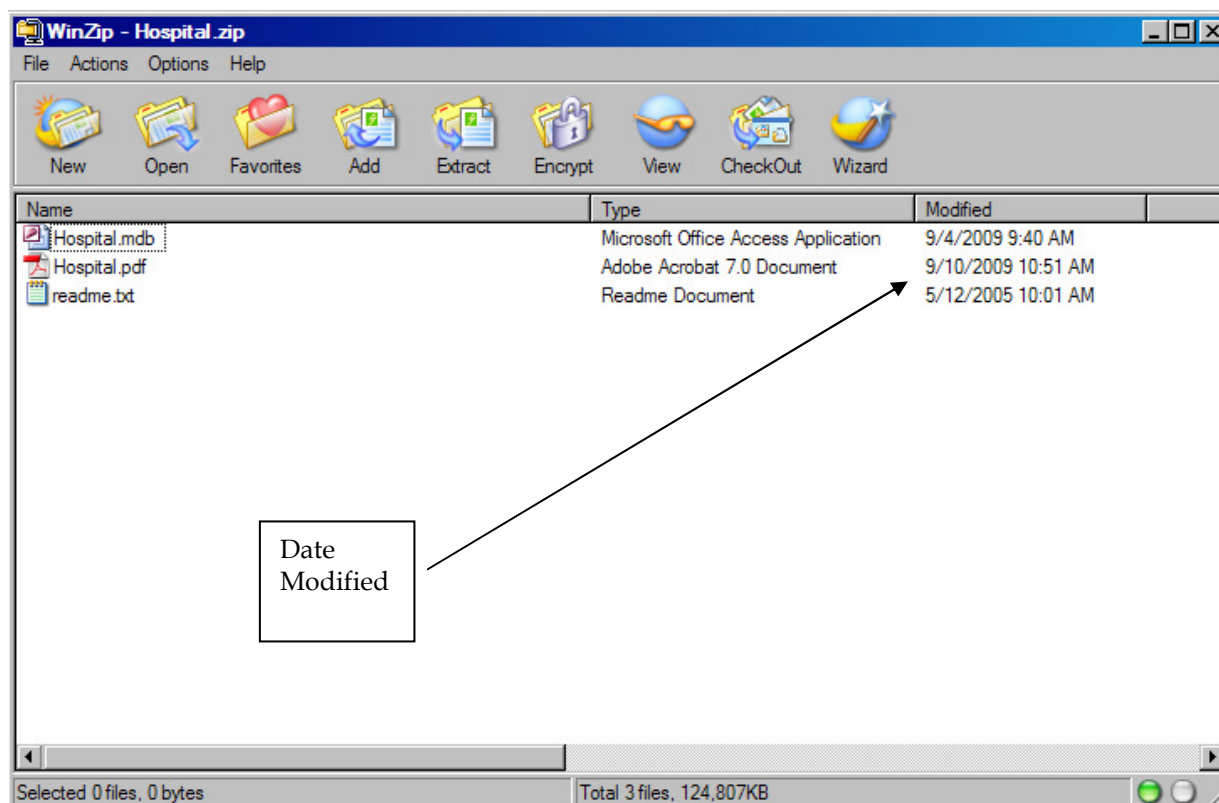 WinZip - Hospital.zip
File Actions Options Help
New Open Favorites Add Extract Encrypt View CheckOut Wizard
Name Type Modified
Hospital.mdb Microsoft Office Access Application 9/4/2009 9:40 AM
Hospital.pdf Adobe Acrobat 7.0 Document 9/10/2009 10:51 AM
readme.txt Readme Document 5/12/2005 10:01 AM
Date
Modified
Selected 0 files, 0 bytes Total 3 files, 124,807KB